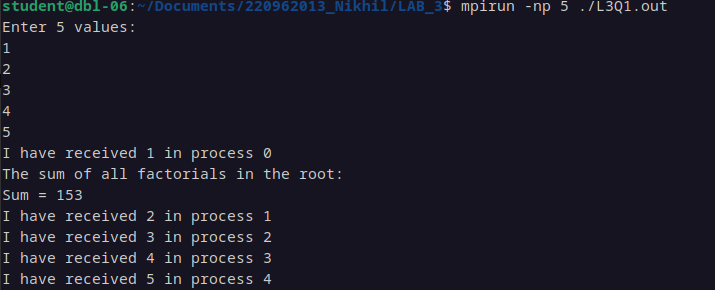 student@dbl-06:~/Documents/220962013_Nikhil/LAB_3$ mpirun -np 5 ./L3Q1.out
Enter 5 values:
1
2
3
4
5
I have received 1 in process 0
The sum of all factorials in the root:
Sum = 153
I have received 2 in process 1
I have received 3 in process 2
I have received 4 in process 3
I have received 5 in process 4